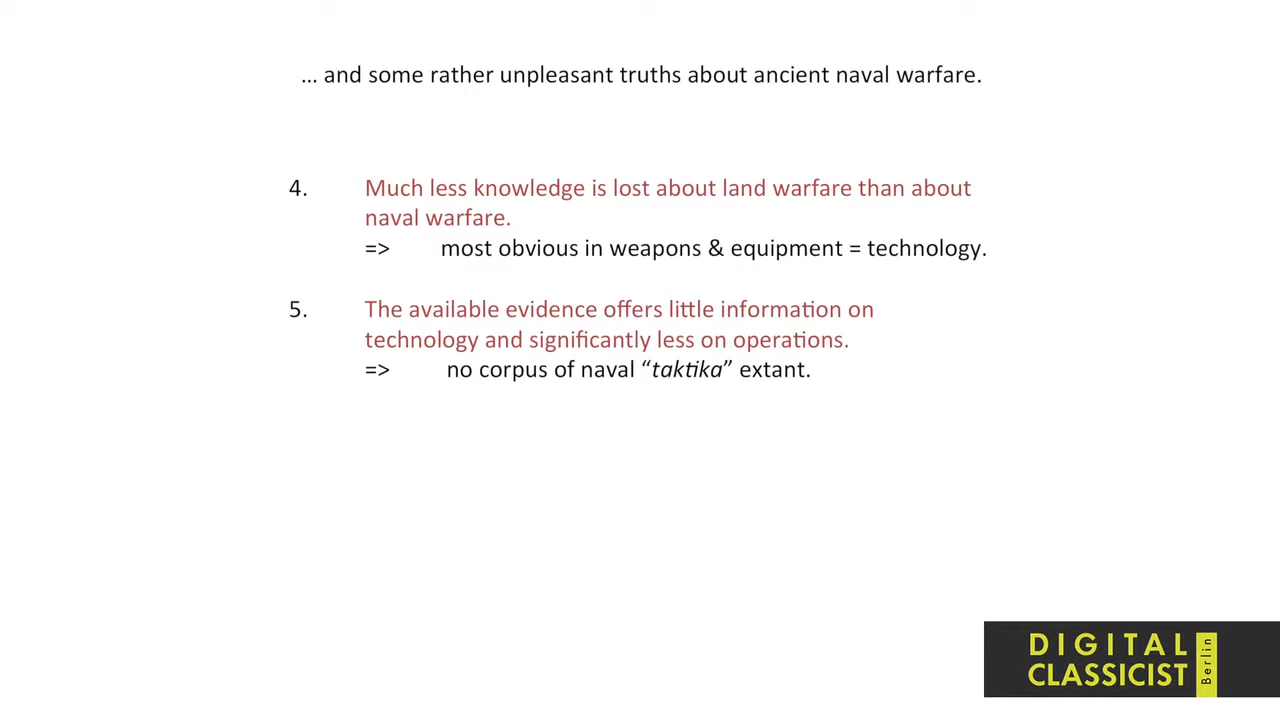 ... and some rather unpleasant truths about ancient naval warfare.
4. Much less knowledge is lost about land warfare than about
naval warfare.
=> most obvious in weapons & equipment = technology.
5. The available evidence offers little information on
technology and significantly less on operations.
=> no corpus of naval “taktika” extant.
DIGITAL
CLASSICIST
Berlin